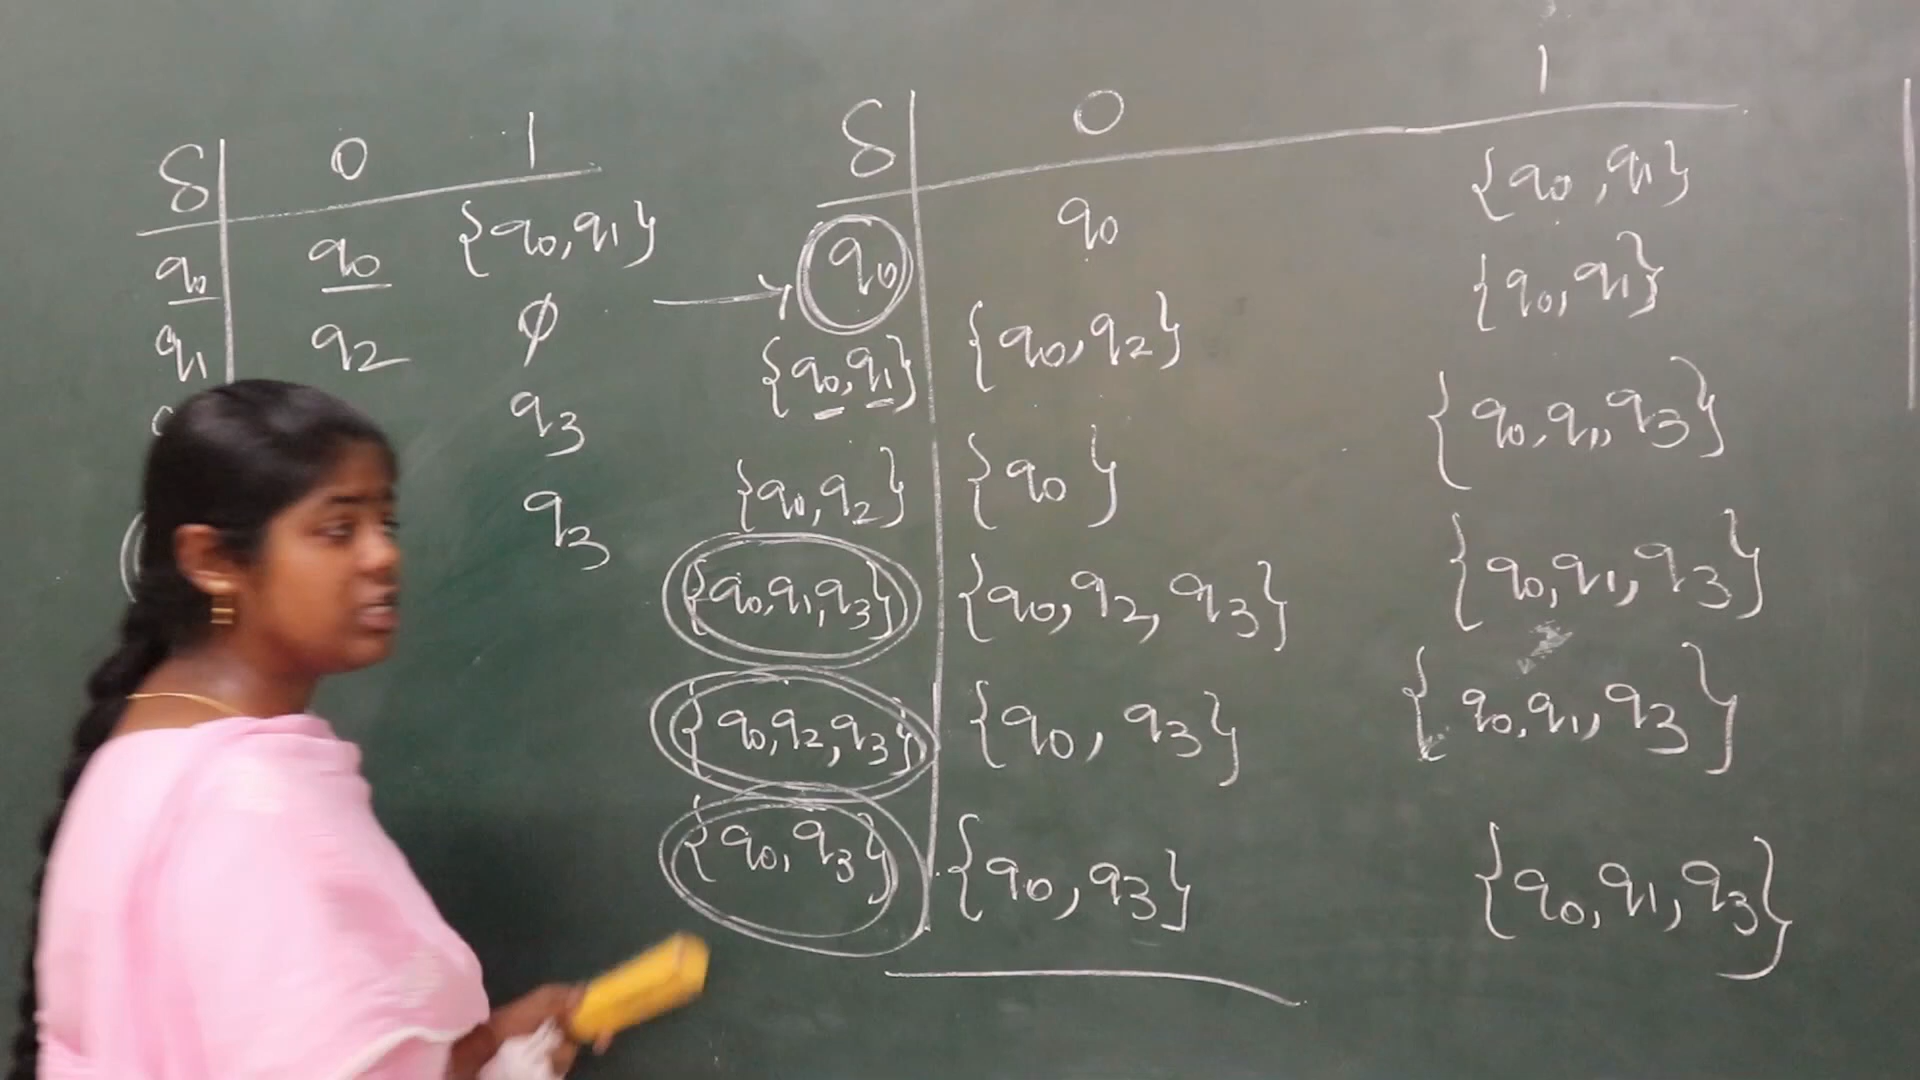 δ 0 1
q0 q0 {q0, q1}
q1 q2 ϕ
q3
q3
δ 0 1
→ q0 q0 {q0, q1}
{q0, q1} {q0, q2} {q0, q1}
{q0, q2} {q0} {q0, q1, q3}
{q0, q1, q3} {q0, q2, q3} {q0, q1, q3}
{q0, q2, q3} {q0, q3} {q0, q1, q3}
{q0, q3} {q0, q3} {q0, q1, q3}